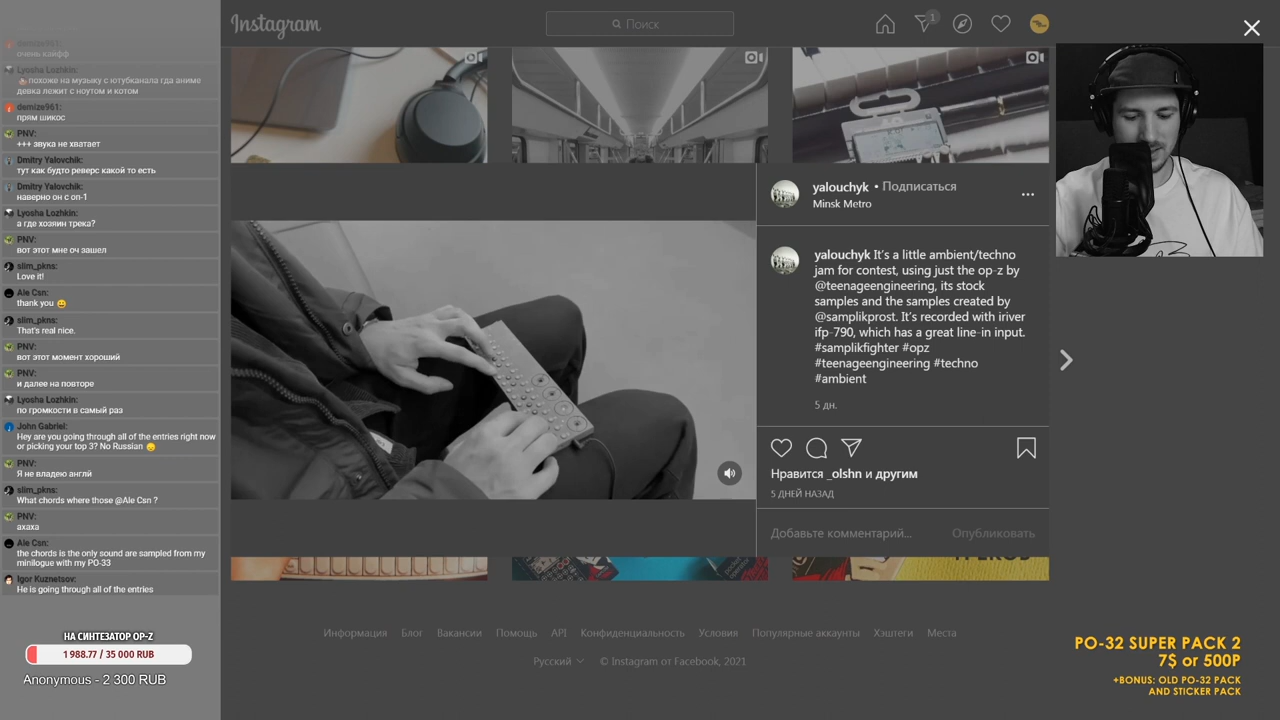 demize961:
очень каифф
Lyosha Lozhkin:
похоже на музыку с ютубканала гда аниме
девка лежит с ноутом и котом
demize961:
прям шикос
PNV:
+++ звука не хватает
Dmitry Yalovchik:
тут как будто реверс какой то есть
Dmitry Yalovchik:
наверно он с оп-1
Lyosha Lozhkin:
а где хозяин трека?
PNV:
вот этот мне оч зашел
slim_pkns:
Love it!
Ale Csn:
thank you 😀
slim_pkns:
That's real nice.
PNV:
вот этот момент хороший
PNV:
и далее на повторе
Lyosha Lozhkin:
по громкости в самый раз
John Gabriel:
Hey are you going through all of the entries right now
or picking your top 3? No Russian 😞
PNV:
Я не владею англй
slim_pkns:
What chords where those @Ale Csn ?
PNV:
ахаха
Ale Csn:
the chords is the only sound are sampled from my
minilogue with my PO-33
Igor Kuznetsov:
He is going through all of the entries
НА СИНТЕЗАТОР OP-Z
1 988.77 / 35 000 RUB
Anonymous - 2 300 RUB
Instagram
Поиск
1
yalouchyk • Подписаться
Minsk Metro
yalouchyk It's a little ambient/techno
jam for contest, using just the op-z by
@teenageengineering, its stock
samples and the samples created by
@samplikprost. It's recorded with iriver
ifp-790, which has a great line-in input.
#samplikfighter #opz
#teenageengineering #techno
#ambient
5 дн.
Нравится _olshn и другим
5 ДНЕЙ НАЗАД
Добавьте комментарий... Опубликовать
Информация Блог Вакансии Помощь API Конфиденциальность Условия Популярные аккаунты Хэштеги Места
Русский © Instagram от Facebook, 2021
PO-32 SUPER PACK 2
7$ or 500Р
+BONUS: OLD PO-32 PACK
AND STICKER PACK